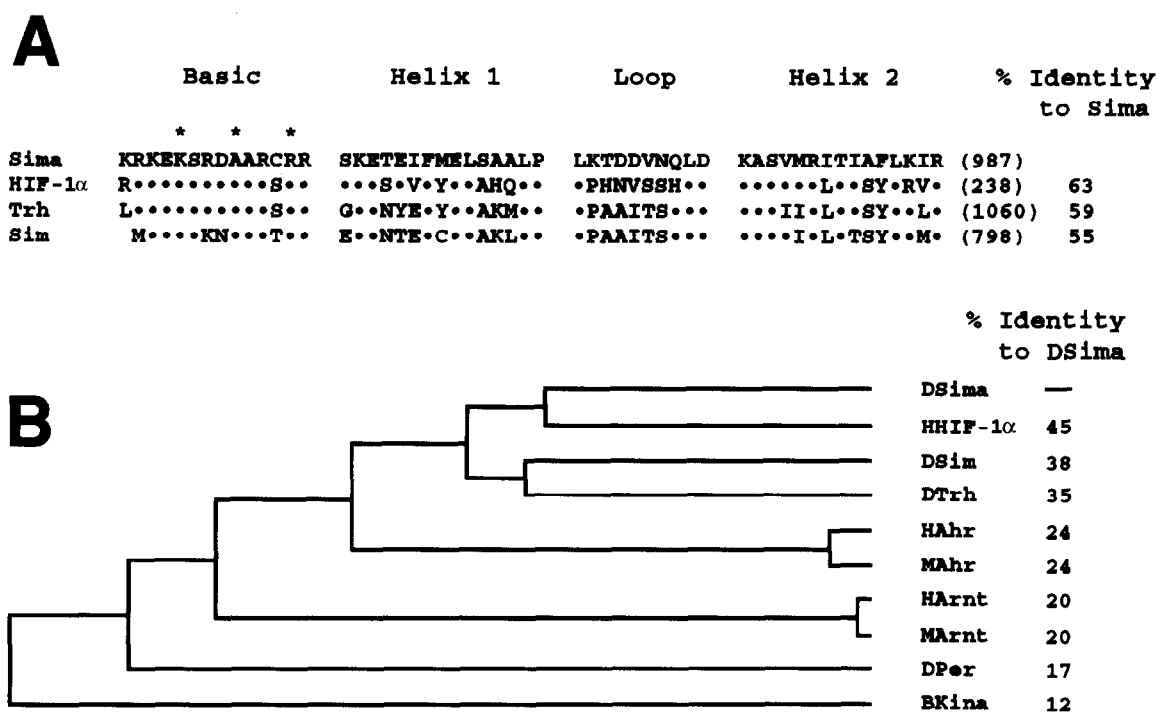 A
Basic Helix 1 Loop Helix 2 % Identity
to Sima
* * *
Sima KRKEKSRDAARCRR SKETEIFMELSAALP LKTDDVNQLD KASVMRITIAFLKIR (987)
HIF-1α R••••••••••S•• •••S•V•Y••AHQ•• •PHNVSSH•• ••••••L••SY•RV• (238) 63
Trh L••••••••••S•• G••NYE•Y••AKM•• •PAAITS••• •••II•L••SY••L• (1060) 59
Sim M••••KN•••T•• E••NTE•C••AKL•• •PAAITS••• ••••I•L•TSY••M• (798) 55
% Identity
to DSima
B
DSima —
HHIF-1α 45
DSim 38
DTrh 35
HAhr 24
MAhr 24
HArnt 20
MArnt 20
DPer 17
BKina 12